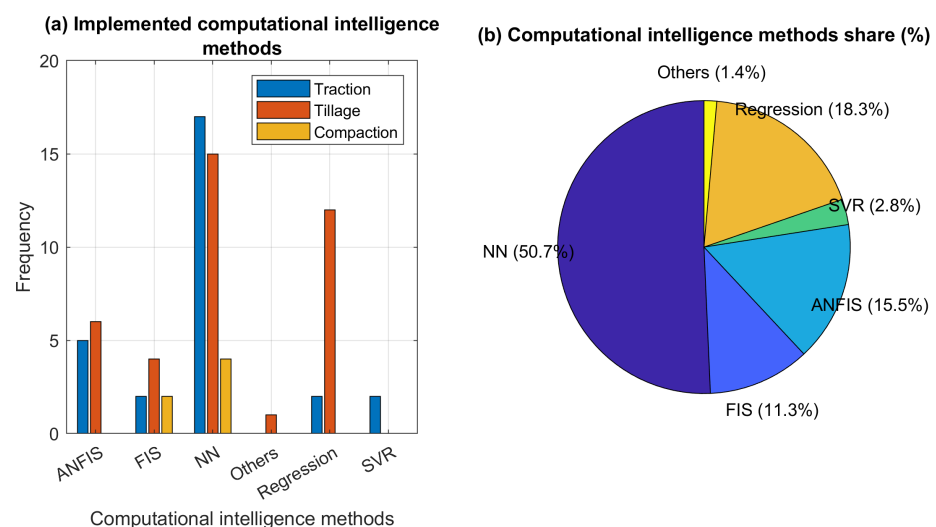 (a) Implemented computational intelligence
methods
20
15
10
5
0
Frequency
Traction
Tillage
Compaction
ANFIS
FIS
NN
Others
Regression
SVR
Computational intelligence methods
(b) Computational intelligence methods share (%)
Others (1.4%)
Regression (18.3%)
SVR (2.8%)
NN (50.7%)
ANFIS (15.5%)
FIS (11.3%)